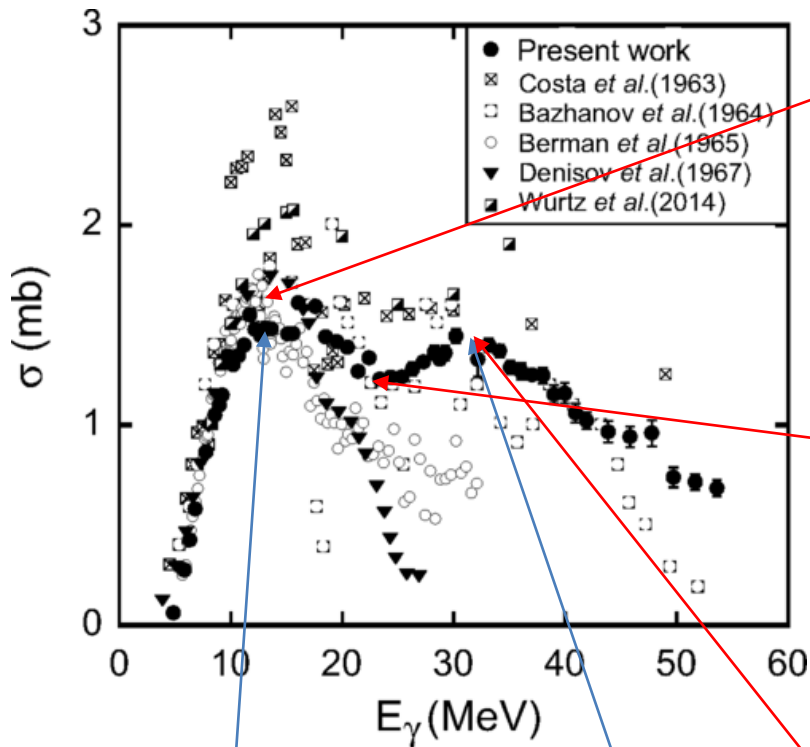 3
2
1
0
σ (mb)
Present work
Costa et al.(1963)
Bazhanov et al.(1964)
Berman et al.(1965)
Denisov et al.(1967)
Wurtz et al.(2014)
0 10 20 30 40 50 60
Eγ (MeV)